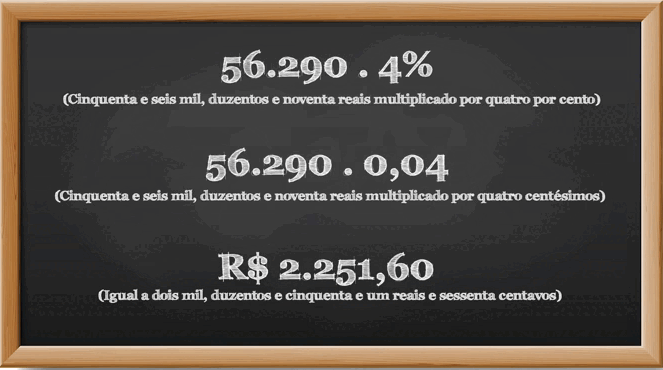 56.290 . 4%
(Cinquenta e seis mil, duzentos e noventa reais multiplicado por quatro por cento)
56.290 . 0,04
(Cinquenta e seis mil, duzentos e noventa reais multiplicado por quatro centésimos)
R$ 2.251,60
(Igual a dois mil, duzentos e cinquenta e um reais e sessenta centavos)